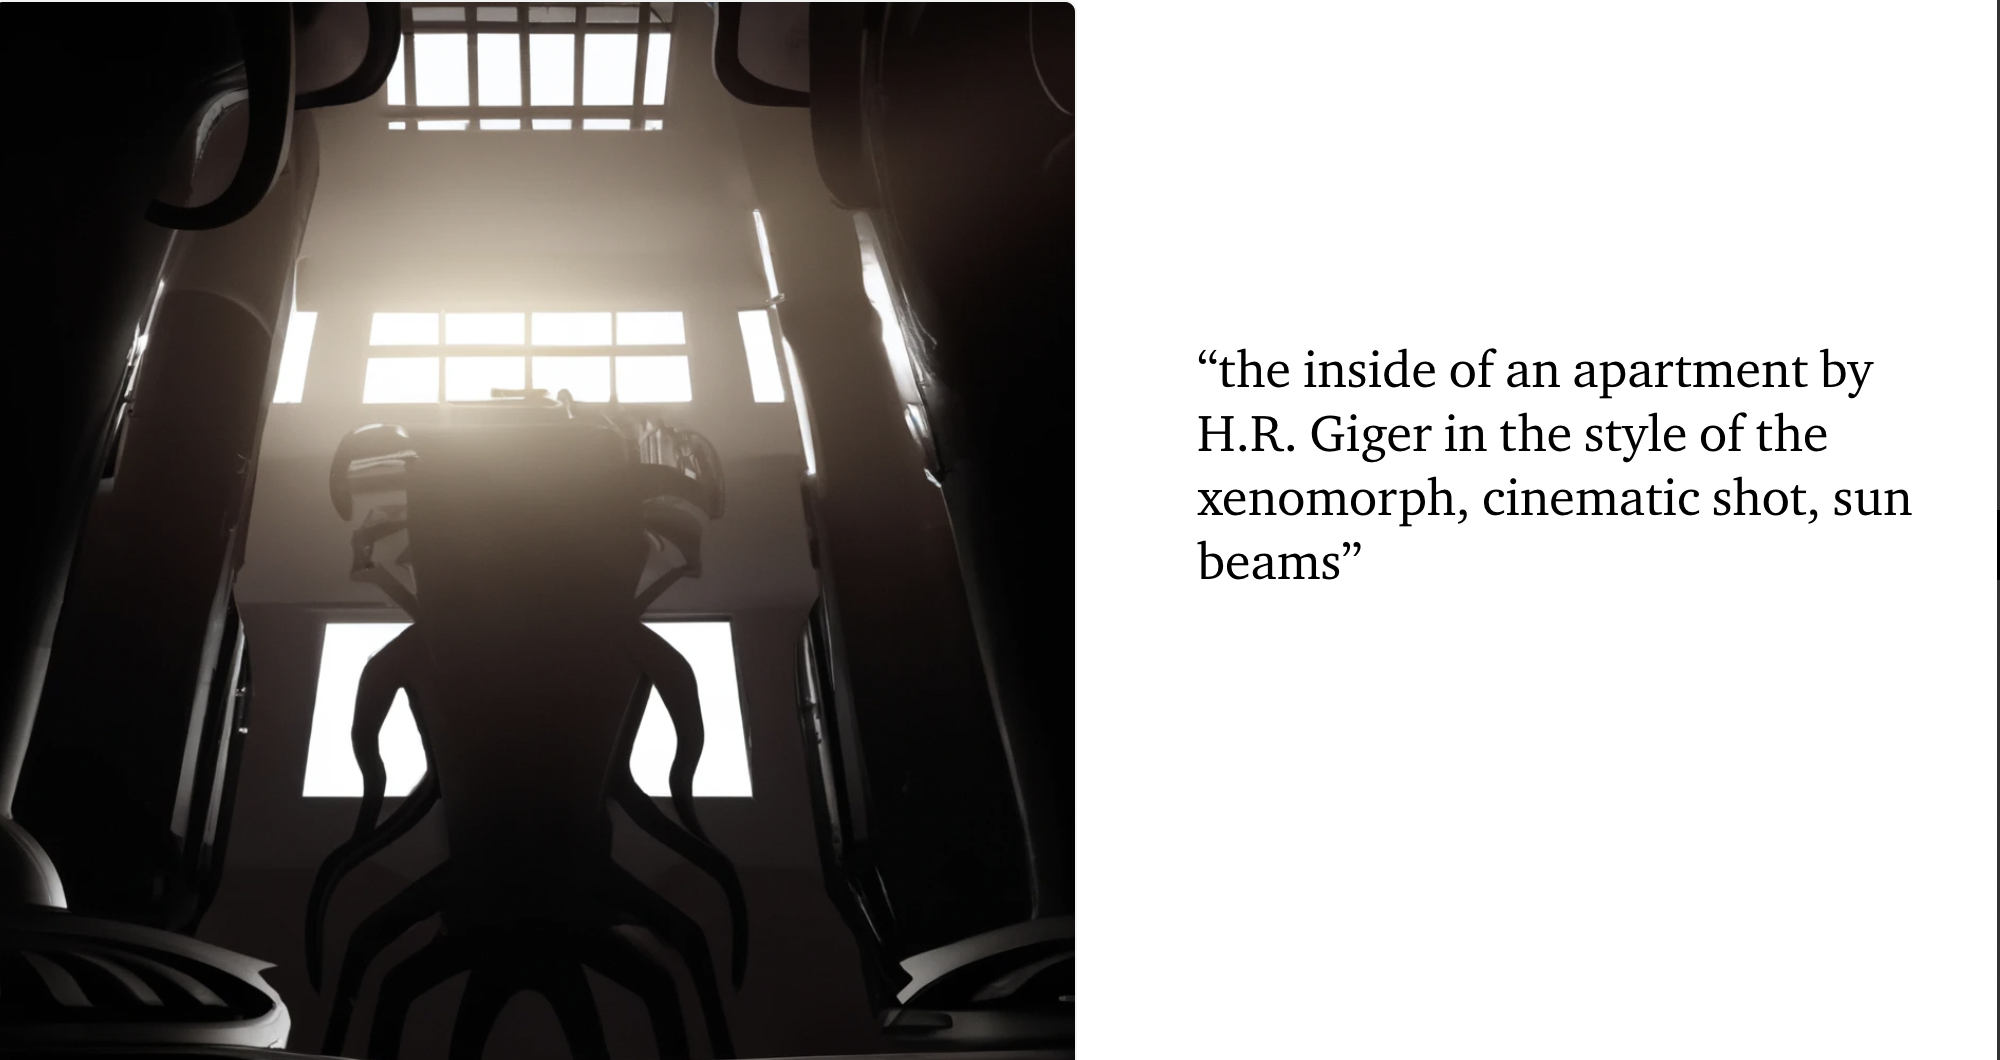 “the inside of an apartment by
H.R. Giger in the style of the
xenomorph, cinematic shot, sun
beams”